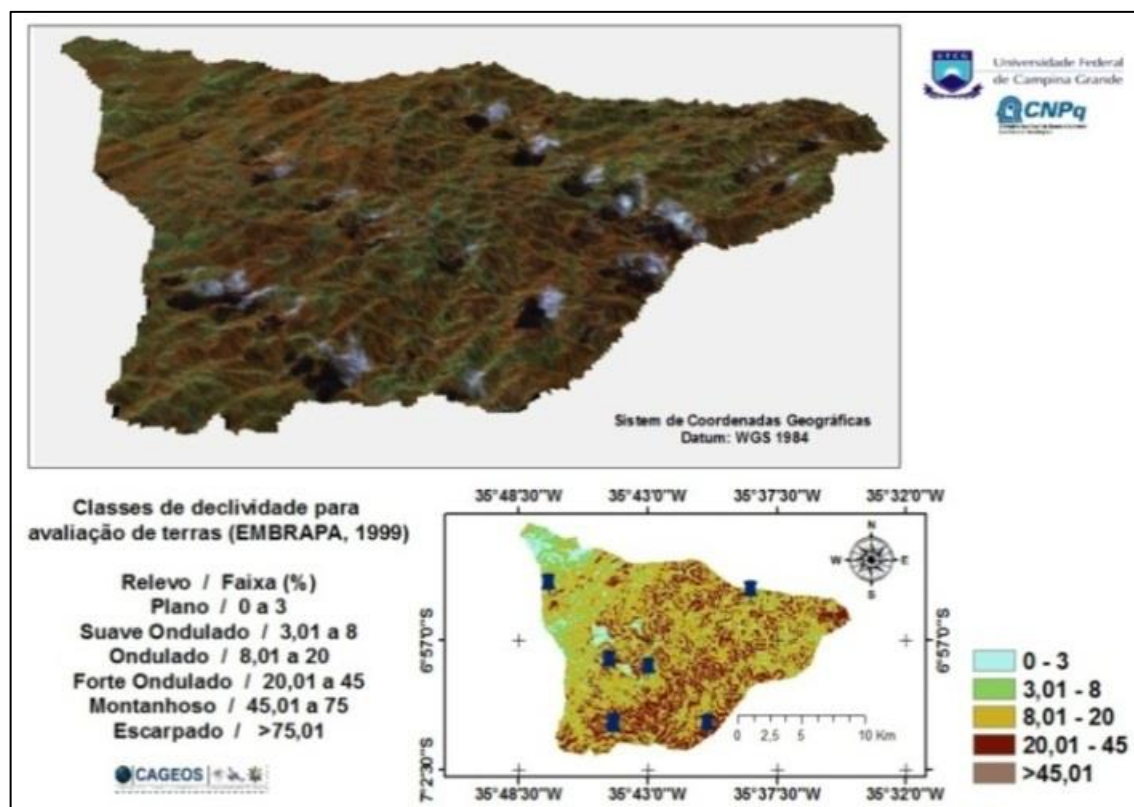 UFCG
Universidade Federal
de Campina Grande
CNPq
Sistem de Coordenadas Geográficas
Datum: WGS 1984
Classes de declividade para
avaliação de terras (EMBRAPA, 1999)
Relevo / Faixa (%)
Plano / 0 a 3
Suave Ondulado / 3,01 a 8
Ondulado / 8,01 a 20
Forte Ondulado / 20,01 a 45
Montanhoso / 45,01 a 75
Escarpado / >75,01
CAGEOS
35°48'30"W 35°43'0"W 35°37'30"W 35°32'0"W
N
W E
S
6°57'0"S 6°57'0"S
7°2'30"S 7°2'30"S
0 2,5 5 10 Km
35°48'30"W 35°43'0"W 35°37'30"W 35°32'0"W
0 - 3
3,01 - 8
8,01 - 20
20,01 - 45
>45,01